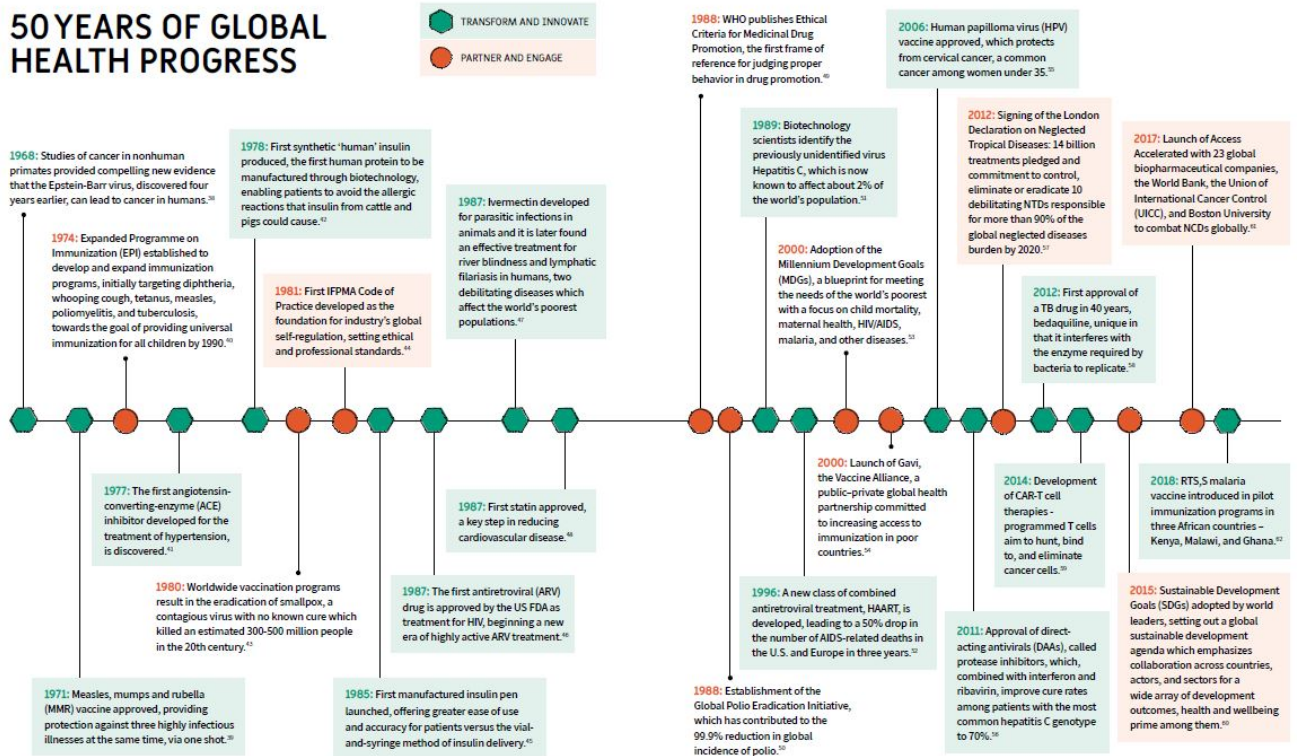 50 YEARS OF GLOBAL
HEALTH PROGRESS
TRANSFORM AND INNOVATE
PARTNER AND ENGAGE
1968: Studies of cancer in nonhuman
primates provided compelling new evidence
that the Epstein-Barr virus, discovered four
years earlier, can lead to cancer in humans.38
1974: Expanded Programme on
Immunization (EPI) established to
develop and expand immunization
programs, initially targeting diphtheria,
whooping cough, tetanus, measles,
poliomyelitis, and tuberculosis,
towards the goal of providing universal
immunization for all children by 1990.40
1978: First synthetic ‘human’ insulin
produced, the first human protein to be
manufactured through biotechnology,
enabling patients to avoid the allergic
reactions that insulin from cattle and
pigs could cause.42
1981: First IFPMA Code of
Practice developed as the
foundation for industry's global
self-regulation, setting ethical
and professional standards.44
1987: Ivermectin developed
for parasitic infections in
animals and it is later found
an effective treatment for
river blindness and lymphatic
filariasis in humans, two
debilitating diseases which
affect the world's poorest
populations.47
1988: WHO publishes Ethical
Criteria for Medicinal Drug
Promotion, the first frame of
reference for judging proper
behavior in drug promotion.49
1989: Biotechnology
scientists identify the
previously unidentified virus
Hepatitis C, which is now
known to affect about 2% of
the world's population.51
2000: Adoption of the
Millennium Development Goals
(MDGs), a blueprint for meeting
the needs of the world's poorest
with a focus on child mortality,
maternal health, HIV/AIDS,
malaria, and other diseases.53
2006: Human papilloma virus (HPV)
vaccine approved, which protects
from cervical cancer, a common
cancer among women under 35.55
2012: Signing of the London
Declaration on Neglected
Tropical Diseases: 14 billion
treatments pledged and
commitment to control,
eliminate or eradicate 10
debilitating NTDs responsible
for more than 90% of the
global neglected diseases
burden by 2020.57
2012: First approval of
a TB drug in 40 years,
bedaquiline, unique in
that it interferes with
the enzyme required by
bacteria to replicate.58
2017: Launch of Access
Accelerated with 23 global
biopharmaceutical companies,
the World Bank, the Union of
International Cancer Control
(UICC), and Boston University
to combat NCDs globally.61
1971: Measles, mumps and rubella
(MMR) vaccine approved, providing
protection against three highly infectious
illnesses at the same time, via one shot.39
1977: The first angiotensin-
converting-enzyme (ACE)
inhibitor developed for the
treatment of hypertension,
is discovered.41
1980: Worldwide vaccination programs
result in the eradication of smallpox, a
contagious virus with no known cure which
killed an estimated 300-500 million people
in the 20th century.43
1985: First manufactured insulin pen
launched, offering greater ease of use
and accuracy for patients versus the vial-
and-syringe method of insulin delivery.45
1987: The first antiretroviral (ARV)
drug is approved by the US FDA as
treatment for HIV, beginning a new
era of highly active ARV treatment.46
1987: First statin approved,
a key step in reducing
cardiovascular disease.48
1988: Establishment of the
Global Polio Eradication Initiative,
which has contributed to the
99.9% reduction in global
incidence of polio.50
1996: A new class of combined
antiretroviral treatment, HAART, is
developed, leading to a 50% drop in
the number of AIDS-related deaths in
the U.S. and Europe in three years.52
2000: Launch of Gavi,
the Vaccine Alliance, a
public–private global health
partnership committed
to increasing access to
immunization in poor
countries.54
2011: Approval of direct-
acting antivirals (DAAs), called
protease inhibitors, which,
combined with interferon and
ribavirin, improve cure rates
among patients with the most
common hepatitis C genotype
to 70%.56
2014: Development
of CAR-T cell
therapies -
programmed T cells
aim to hunt, bind
to, and eliminate
cancer cells.59
2015: Sustainable Development
Goals (SDGs) adopted by world
leaders, setting out a global
sustainable development
agenda which emphasizes
collaboration across countries,
actors, and sectors for a
wide array of development
outcomes, health and wellbeing
prime among them.60
2018: RTS,S malaria
vaccine introduced in pilot
immunization programs in
three African countries –
Kenya, Malawi, and Ghana.62